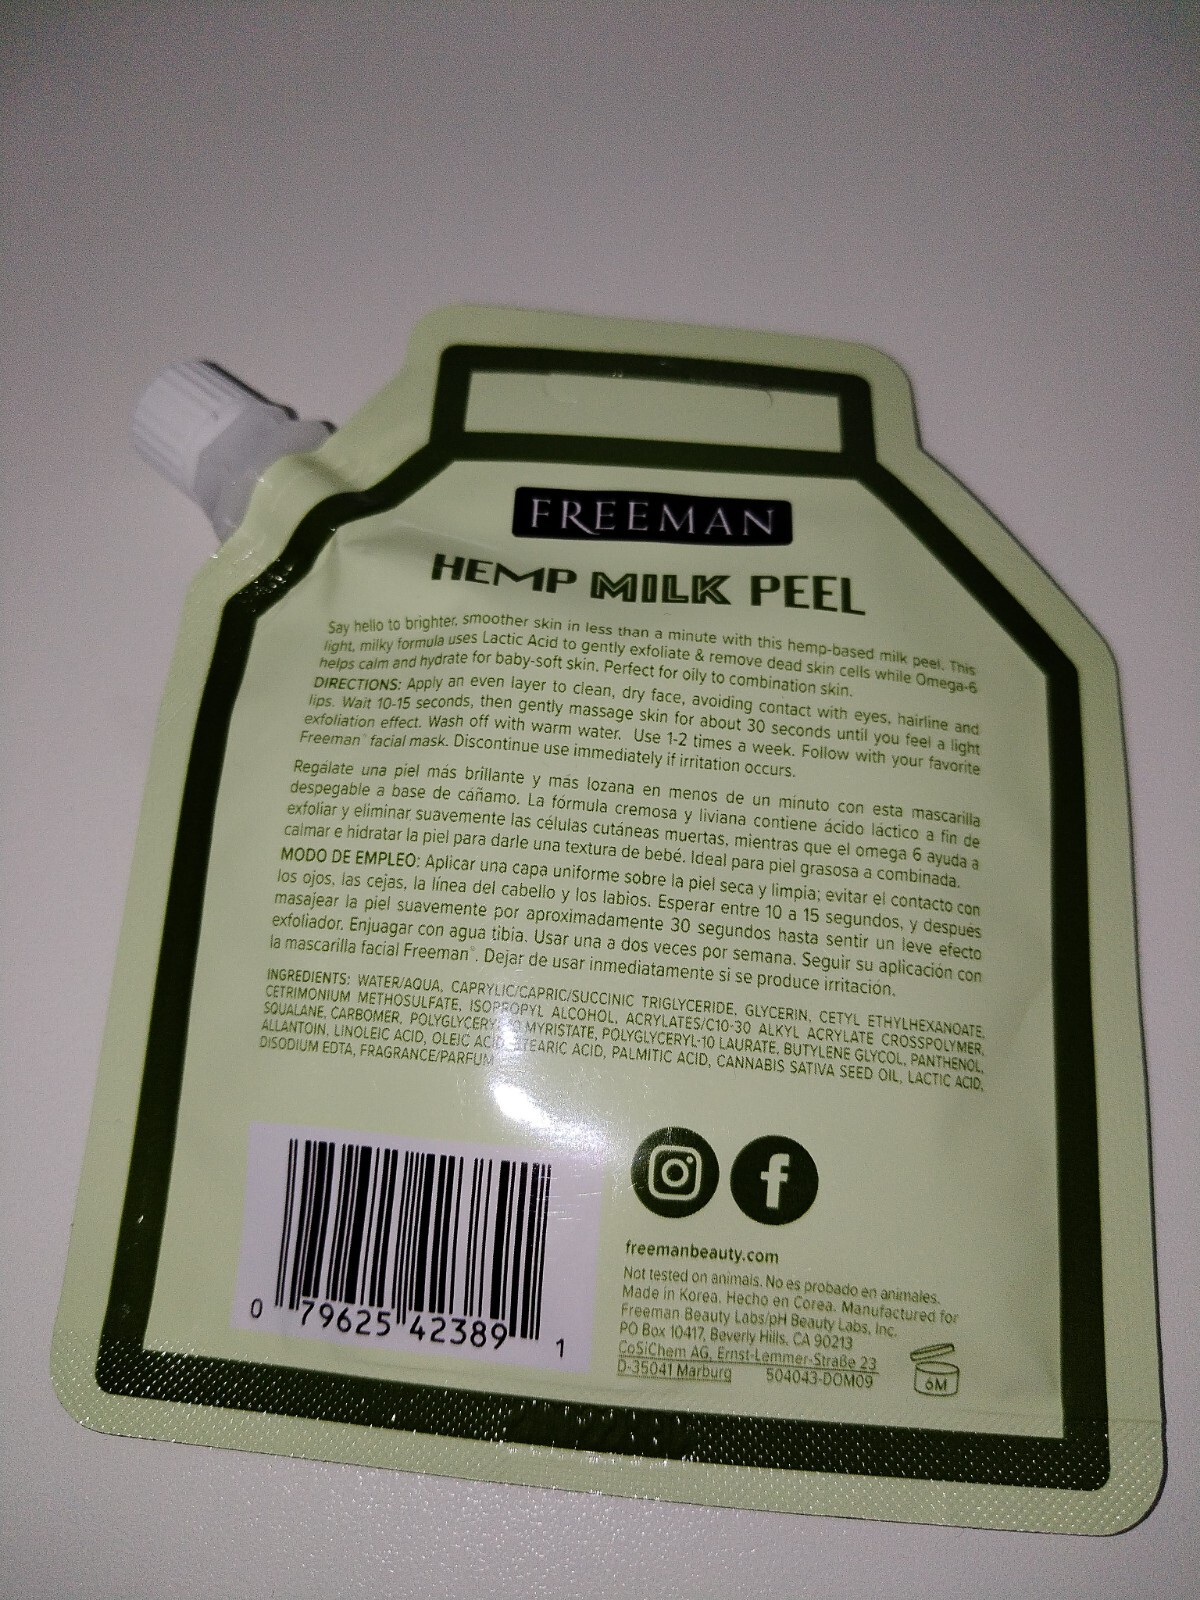 FREEMAN
HEMP MILK PEEL
Say hello to brighter, smoother skin in less than a minute with this hemp-based milk peel. This
light, milky formula uses Lactic Acid to gently exfoliate & remove dead skin cells while Omega-6
helps calm and hydrate for baby-soft skin. Perfect for oily to combination skin.
DIRECTIONS: Apply an even layer to clean, dry face, avoiding contact with eyes, hairline and
lips. Wait 10-15 seconds, then gently massage skin for about 30 seconds until you feel a light
exfoliation effect. Wash off with warm water. Use 1-2 times a week. Follow with your favorite
Freeman® facial mask. Discontinue use immediately if irritation occurs.
Regálate una piel más brillante y más lozana en menos de un minuto con esta mascarilla
despegable a base de cáñamo. La fórmula cremosa y liviana contiene ácido láctico a fin de
exfoliar y eliminar suavemente las células cutáneas muertas, mientras que el omega 6 ayuda a
calmar e hidratar la piel para darle una textura de bebé. Ideal para piel grasosa a combinada.
MODO DE EMPLEO: Aplicar una capa uniforme sobre la piel seca y limpia; evitar el contacto con
los ojos, las cejas, la línea del cabello y los labios. Esperar entre 10 a 15 segundos, y después
masajear la piel suavemente por aproximadamente 30 segundos hasta sentir un leve efecto
exfoliador. Enjuagar con agua tibia. Usar una a dos veces por semana. Seguir su aplicación con
la mascarilla facial Freeman®. Dejar de usar inmediatamente si se produce irritación.
INGREDIENTS: WATER/AQUA, CAPRYLIC/CAPRIC/SUCCINIC TRIGLYCERIDE, GLYCERIN, CETYL ETHYLHEXANOATE,
CETRIMONIUM METHOSULFATE, ISOPROPYL ALCOHOL, ACRYLATES/C10-30 ALKYL ACRYLATE CROSSPOLYMER,
SQUALANE, CARBOMER, MYRISTATE, POLYGLYCERYL-10 LAURATE, BUTYLENE GLYCOL, PANTHENOL,
ALLANTOIN, LINOLEIC ACID, OLEIC ACID, STEARIC ACID, PALMITIC ACID, CANNABIS SATIVA SEED OIL, LACTIC ACID,
DISODIUM EDTA, FRAGRANCE/PARFUM
0 79625 42389 1
freemanbeauty.com
Not tested on animals. No es probado en animales.
Made in Korea. Hecho en Corea. Manufactured for
Freeman Beauty Labs/pH Beauty Labs, Inc.
PO Box 10417, Beverly Hills, CA 90213
CoSiChem AG, Ernst-Lemmer-Straße 23
D-35041 Marburg 504043-DOM09
6M